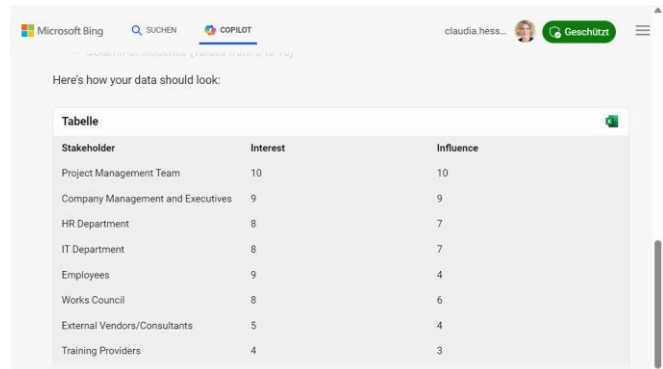 Microsoft Bing SUCHEN COPILOT claudia.hess... Geschützt
Here's how your data should look:
Tabelle
Stakeholder Interest Influence
Project Management Team 10 10
Company Management and Executives 9 9
HR Department 8 7
IT Department 8 7
Employees 9 4
Works Council 8 6
External Vendors/Consultants 5 4
Training Providers 4 3